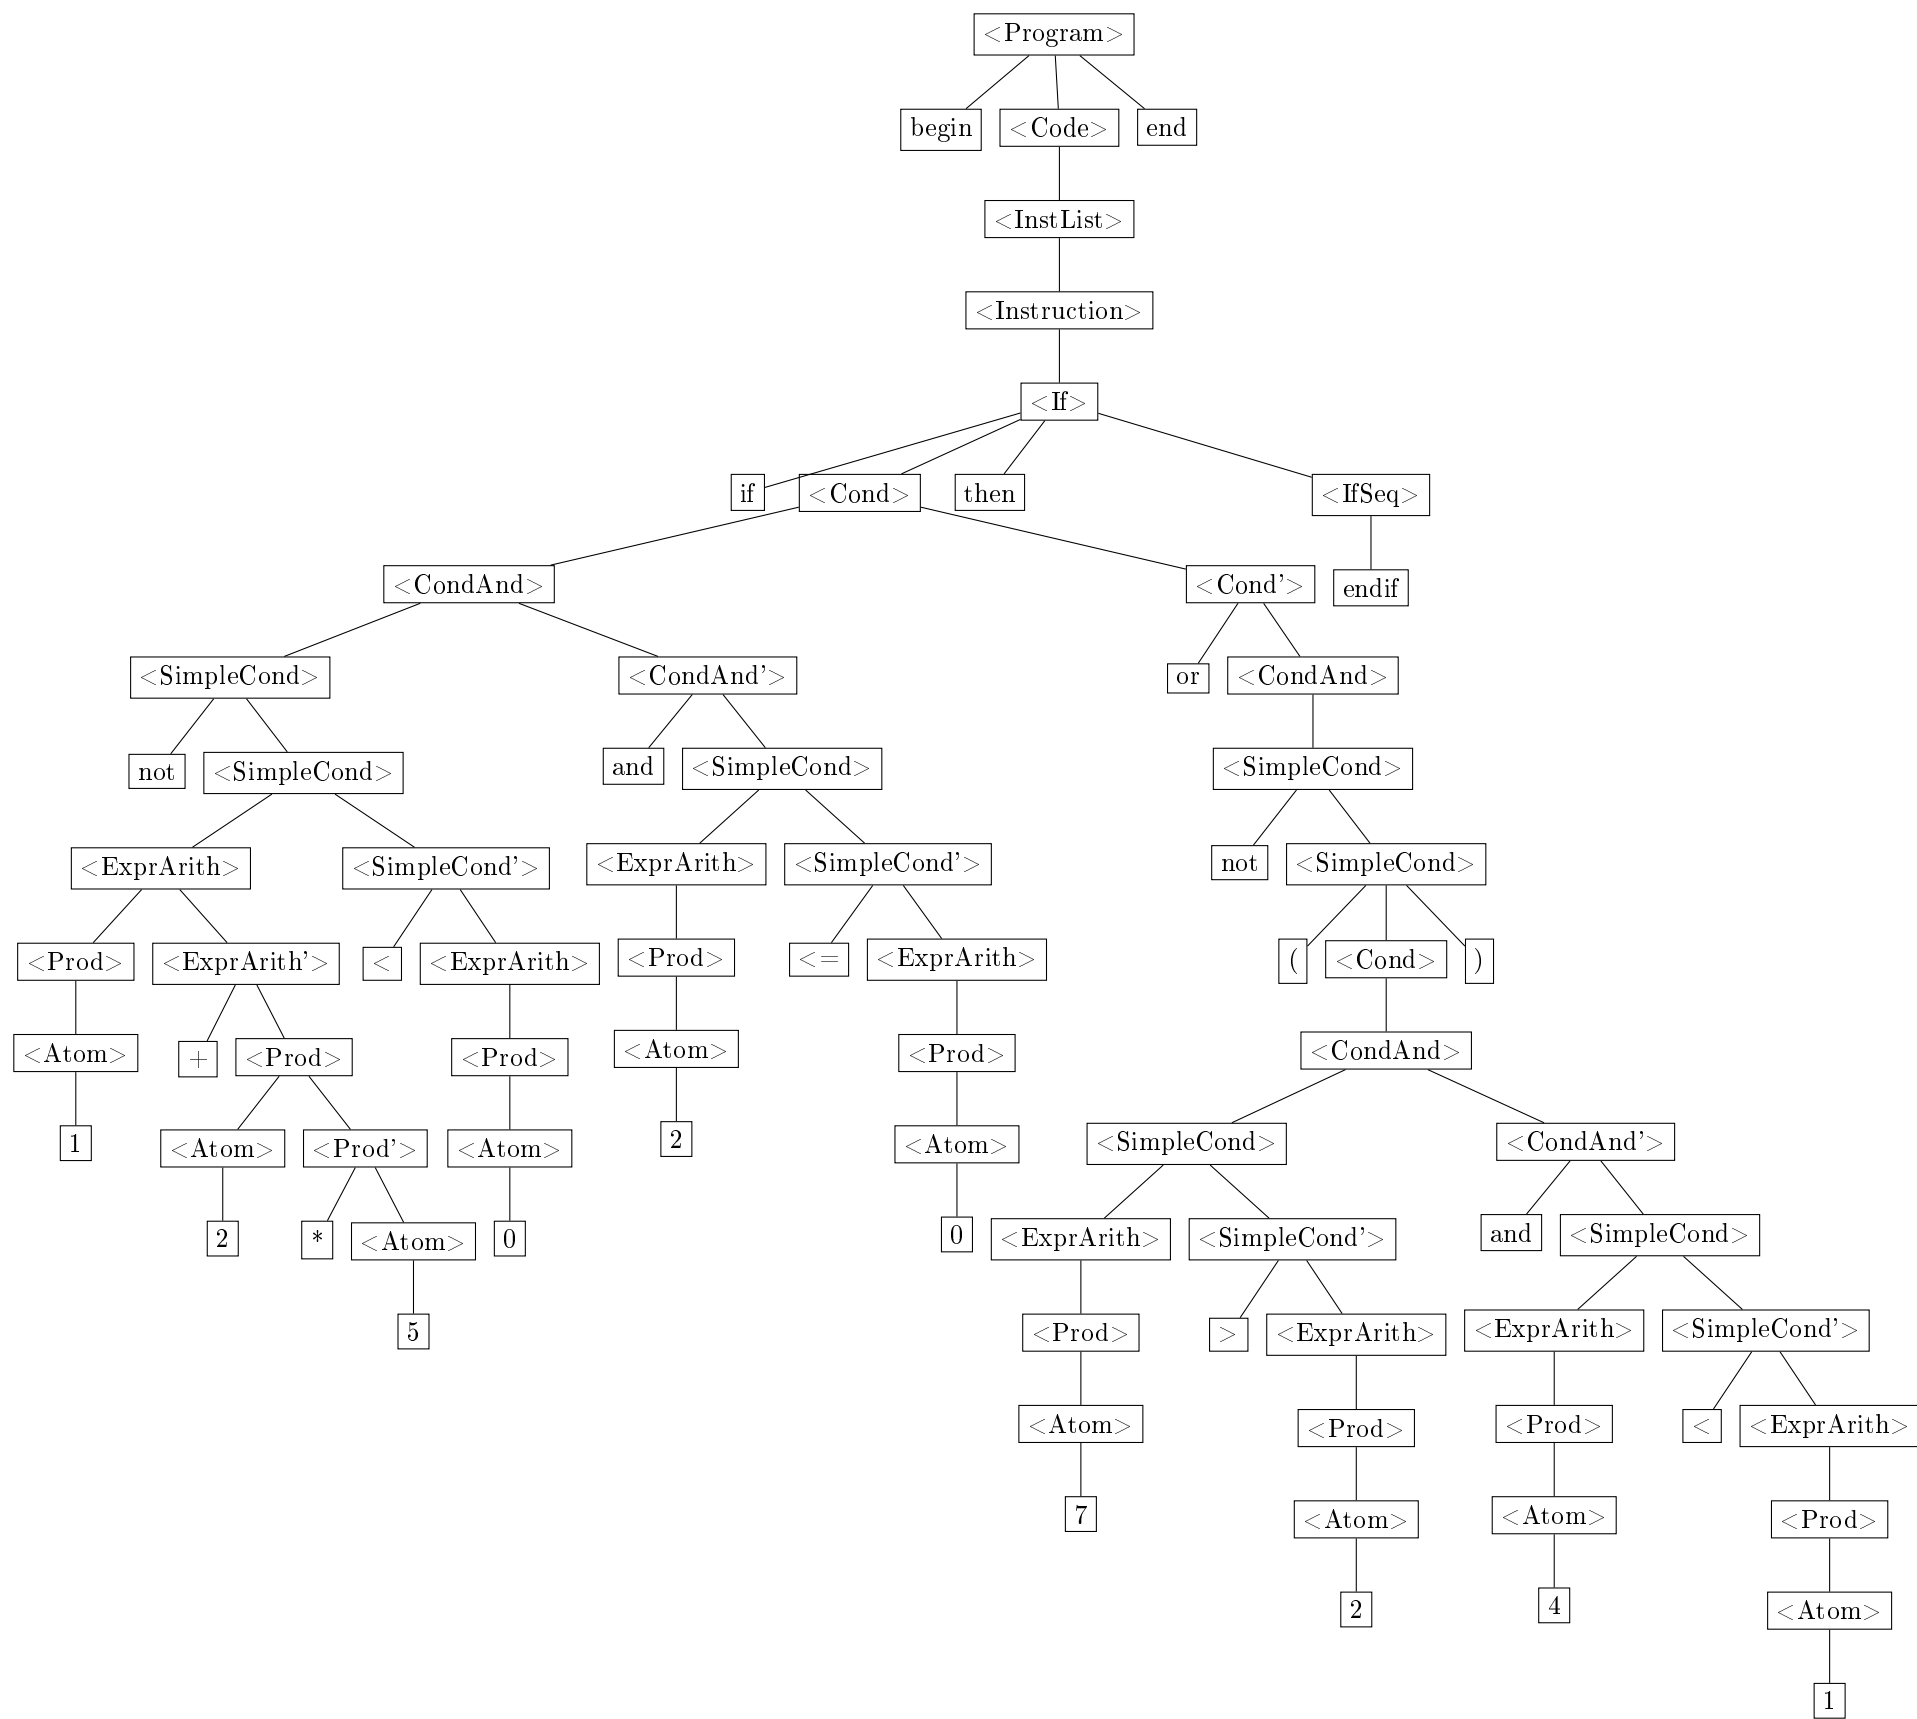 <Program>
begin <Code> end
<InstList>
<Instruction>
<If>
if <Cond> then <IfSeq>
<CondAnd> <Cond'> endif
<SimpleCond> <CondAnd'> or <CondAnd>
not <SimpleCond> and <SimpleCond> <SimpleCond>
<ExprArith> <SimpleCond'> <ExprArith> <SimpleCond'> not <SimpleCond>
<Prod> <ExprArith'> < <ExprArith> <Prod> <= <ExprArith> ( <Cond> )
<Atom> + <Prod> <Prod> <Atom> <Prod> <CondAnd>
1 <Atom> <Prod'> <Atom> 2 <Atom> <SimpleCond> <CondAnd'>
2 * <Atom> 0 0 <ExprArith> <SimpleCond'> and <SimpleCond>
5 <Prod> > <ExprArith> <ExprArith> <SimpleCond'>
<Atom> <Prod> <Prod> < <ExprArith>
7 <Atom> <Atom> <Prod>
2 4 <Atom>
1